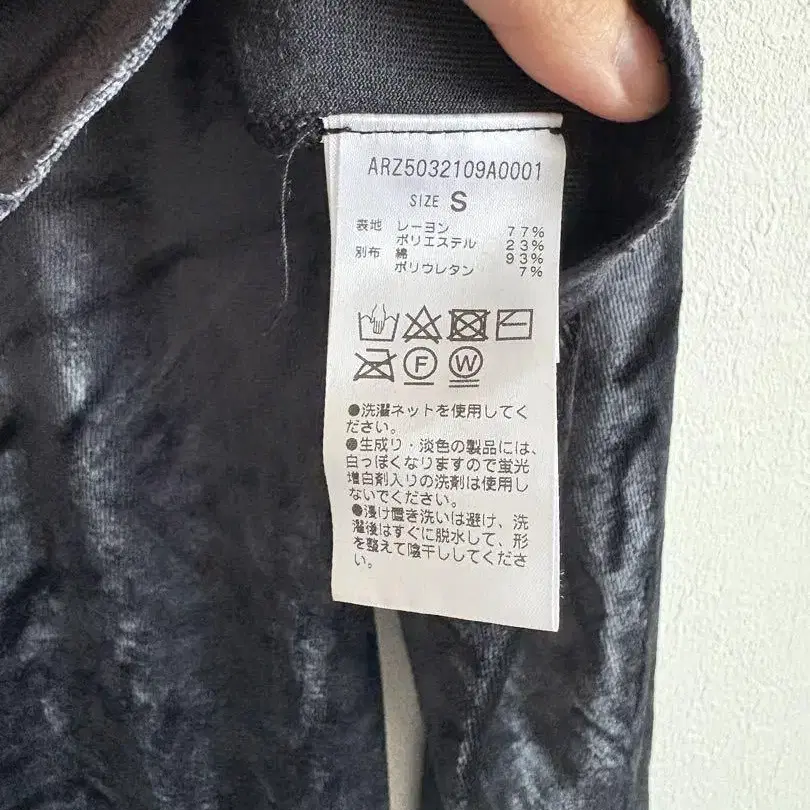 ARZ5032109A0001
SIZE S
表地 レーヨン 77%
ポリエステル 23%
別布 綿 93%
ポリウレタン 7%
F W
●洗濯ネットを使用してく
ださい。
●生成り・淡色の製品には、
白っぽくなりますので蛍光
増白剤入りの洗剤は使用し
ないでください。
●浸け置き洗いは避け、洗
濯後はすぐに脱水して、形
を整えて陰干ししてくださ
い。